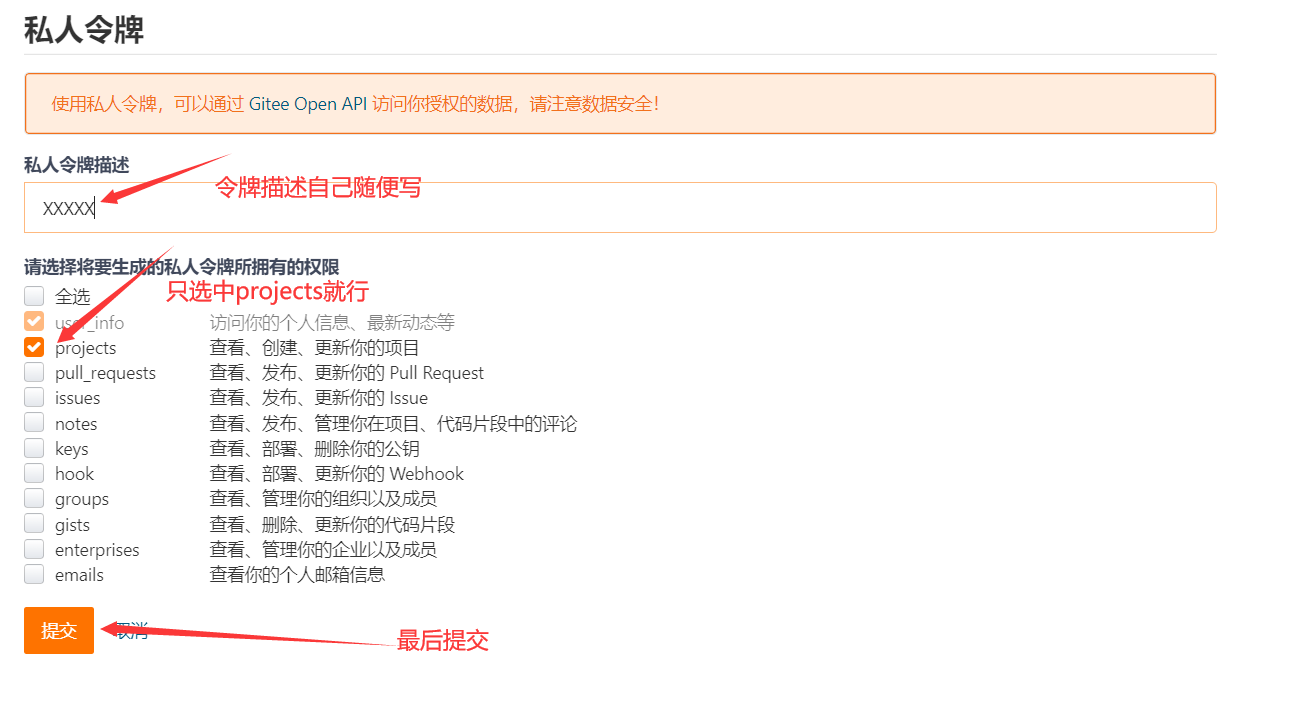 私人令牌
使用私人令牌，可以通过 Gitee Open API 访问你授权的数据，请注意数据安全！
私人令牌描述
令牌描述自己随便写
XXXXX
请选择将要生成的私人令牌所拥有的权限
只选中projects就行
全选
user_info 访问你的个人信息、最新动态等
projects 查看、创建、更新你的项目
pull_requests 查看、发布、更新你的 Pull Request
issues 查看、发布、更新你的 Issue
notes 查看、发布、管理你在项目、代码片段中的评论
keys 查看、部署、删除你的公钥
hook 查看、部署、更新你的 Webhook
groups 查看、管理你的组织以及成员
gists 查看、删除、更新你的代码片段
enterprises 查看、管理你的企业以及成员
emails 查看你的个人邮箱信息
提交 取消
最后提交